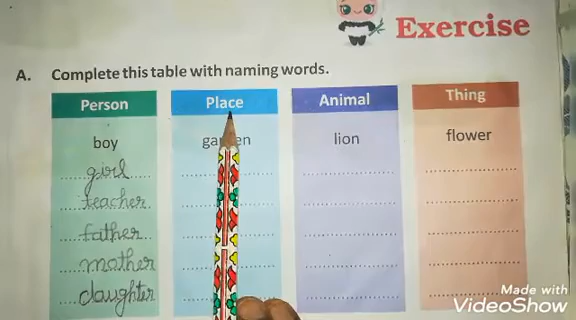 Exercise
A. Complete this table with naming words.
Person Place Animal Thing
boy garden lion flower
girl
teacher
father
mother
daughter
Made with
VideoShow